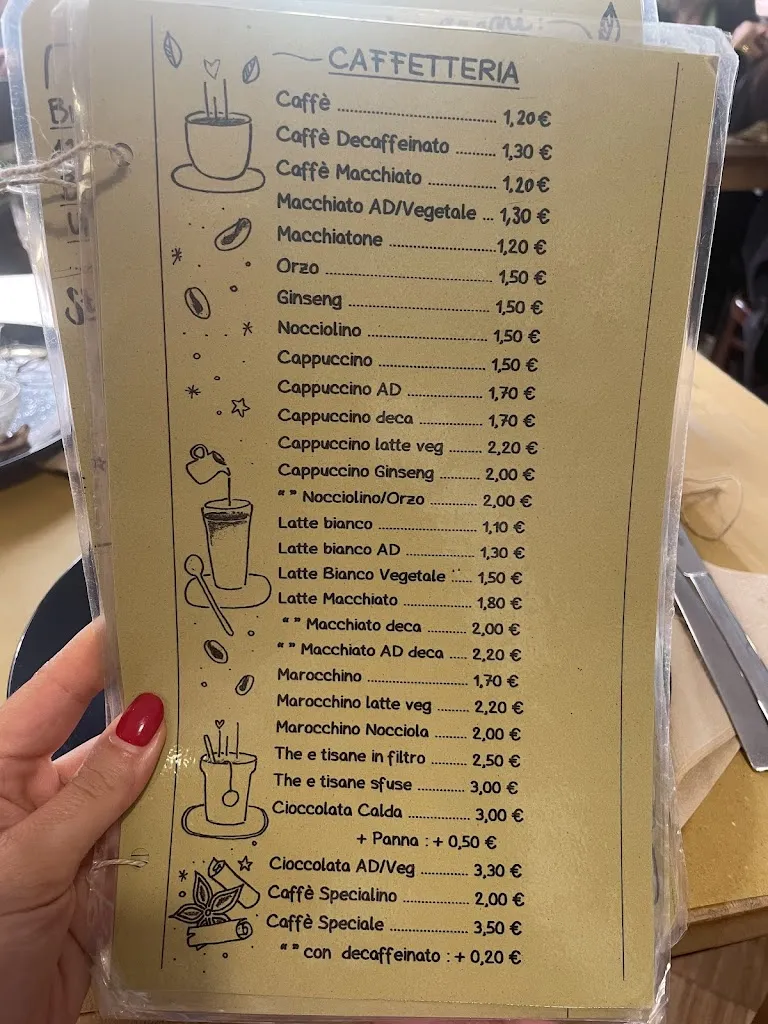 CAFFETTERIA
Caffè ........ 1,20 €
Caffè Decaffeinato ........ 1,30 €
Caffè Macchiato ........ 1,20 €
Macchiato AD/Vegetale ... 1,30 €
Macchiatone ........ 1,20 €
Orzo ........ 1,50 €
Ginseng ........ 1,50 €
Nocciolino ........ 1,50 €
Cappuccino ........ 1,50 €
Cappuccino AD ........ 1,70 €
Cappuccino deca ........ 1,70 €
Cappuccino latte veg ........ 2,20 €
Cappuccino Ginseng ........ 2,00 €
“ ” Nocciolino/Orzo ........ 2,00 €
Latte bianco ........ 1,10 €
Latte bianco AD ........ 1,30 €
Latte Bianco Vegetale ..... 1,50 €
Latte Macchiato ........ 1,80 €
“ ” Macchiato deca ........ 2,00 €
“ ” Macchiato AD deca ..... 2,20 €
Marocchino ........ 1,70 €
Marocchino latte veg ........ 2,20 €
Marocchino Nocciola ........ 2,00 €
The e tisane in filtro ........ 2,50 €
The e tisane sfuse ........ 3,00 €
Cioccolata Calda ........ 3,00 €
+ Panna : + 0,50 €
Cioccolata AD/Veg ........ 3,30 €
Caffè Specialino ........ 2,00 €
Caffè Speciale ........ 3,50 €
“ ” con decaffeinato : + 0,20 €